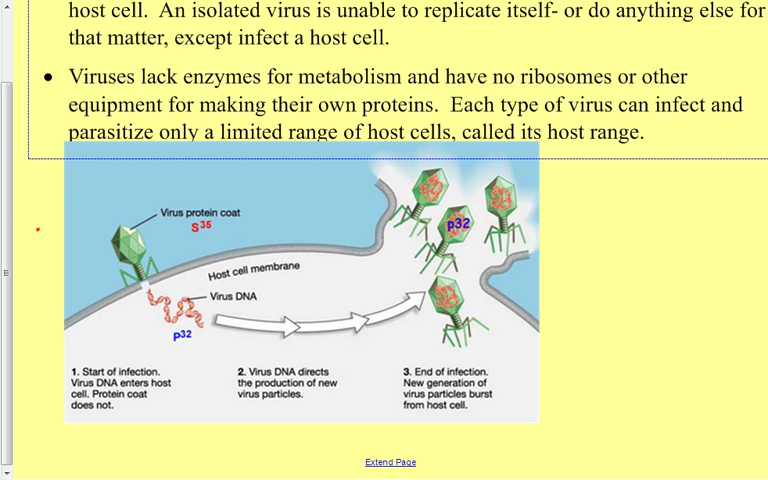 host cell.  An isolated virus is unable to replicate itself- or do anything else for
that matter, except infect a host cell.
• Viruses lack enzymes for metabolism and have no ribosomes or other
equipment for making their own proteins.  Each type of virus can infect and
parasitize only a limited range of host cells, called its host range.
Virus protein coat
S35
p32
Host cell membrane
Virus DNA
p32
1. Start of infection.
Virus DNA enters host
cell. Protein coat
does not.
2. Virus DNA directs
the production of new
virus particles.
3. End of infection.
New generation of
virus particles burst
from host cell.
Extend Page